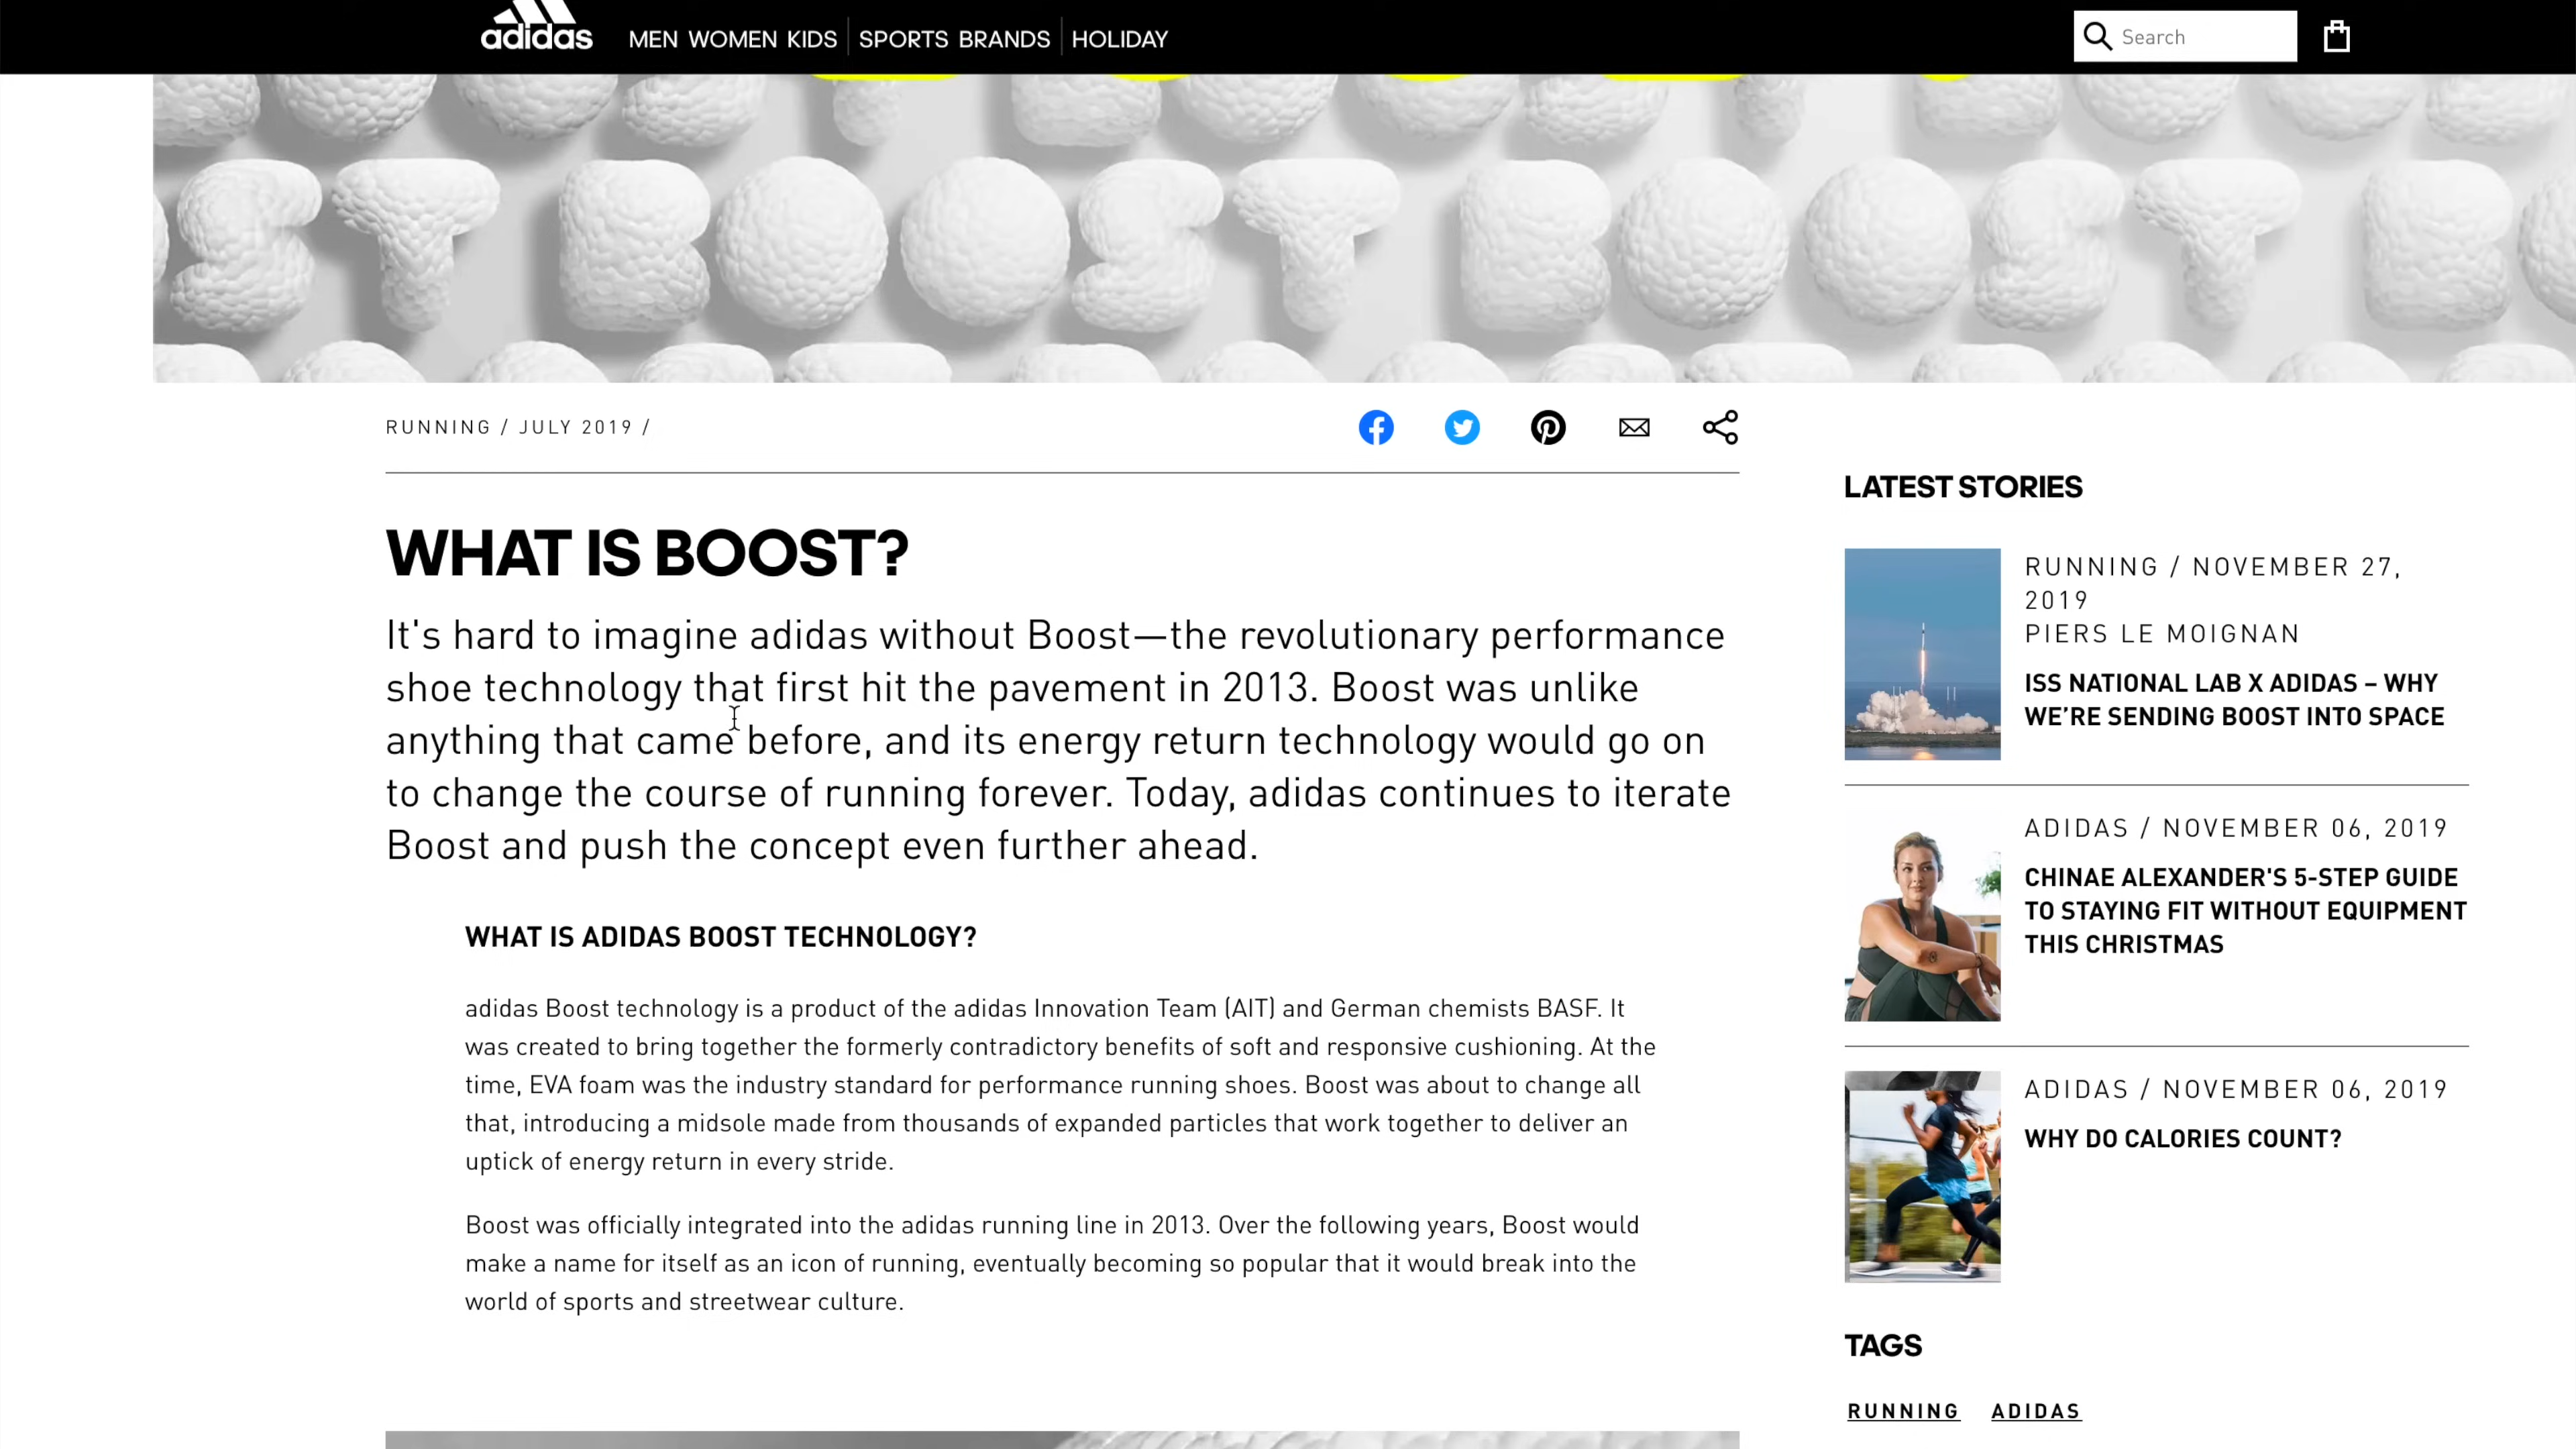 adidas
MEN WOMEN KIDS SPORTS BRANDS HOLIDAY
Search
ST BOOST BOOST B
RUNNING / JULY 2019 /
WHAT IS BOOST?
It's hard to imagine adidas without Boost—the revolutionary performance
shoe technology that first hit the pavement in 2013. Boost was unlike
anything that came before, and its energy return technology would go on
to change the course of running forever. Today, adidas continues to iterate
Boost and push the concept even further ahead.
WHAT IS ADIDAS BOOST TECHNOLOGY?
adidas Boost technology is a product of the adidas Innovation Team (AIT) and German chemists BASF. It
was created to bring together the formerly contradictory benefits of soft and responsive cushioning. At the
time, EVA foam was the industry standard for performance running shoes. Boost was about to change all
that, introducing a midsole made from thousands of expanded particles that work together to deliver an
uptick of energy return in every stride.
Boost was officially integrated into the adidas running line in 2013. Over the following years, Boost would
make a name for itself as an icon of running, eventually becoming so popular that it would break into the
world of sports and streetwear culture.
LATEST STORIES
RUNNING / NOVEMBER 27,
2019
PIERS LE MOIGNAN
ISS NATIONAL LAB X ADIDAS – WHY
WE’RE SENDING BOOST INTO SPACE
ADIDAS / NOVEMBER 06, 2019
CHINAE ALEXANDER'S 5-STEP GUIDE
TO STAYING FIT WITHOUT EQUIPMENT
THIS CHRISTMAS
ADIDAS / NOVEMBER 06, 2019
WHY DO CALORIES COUNT?
TAGS
RUNNING ADIDAS